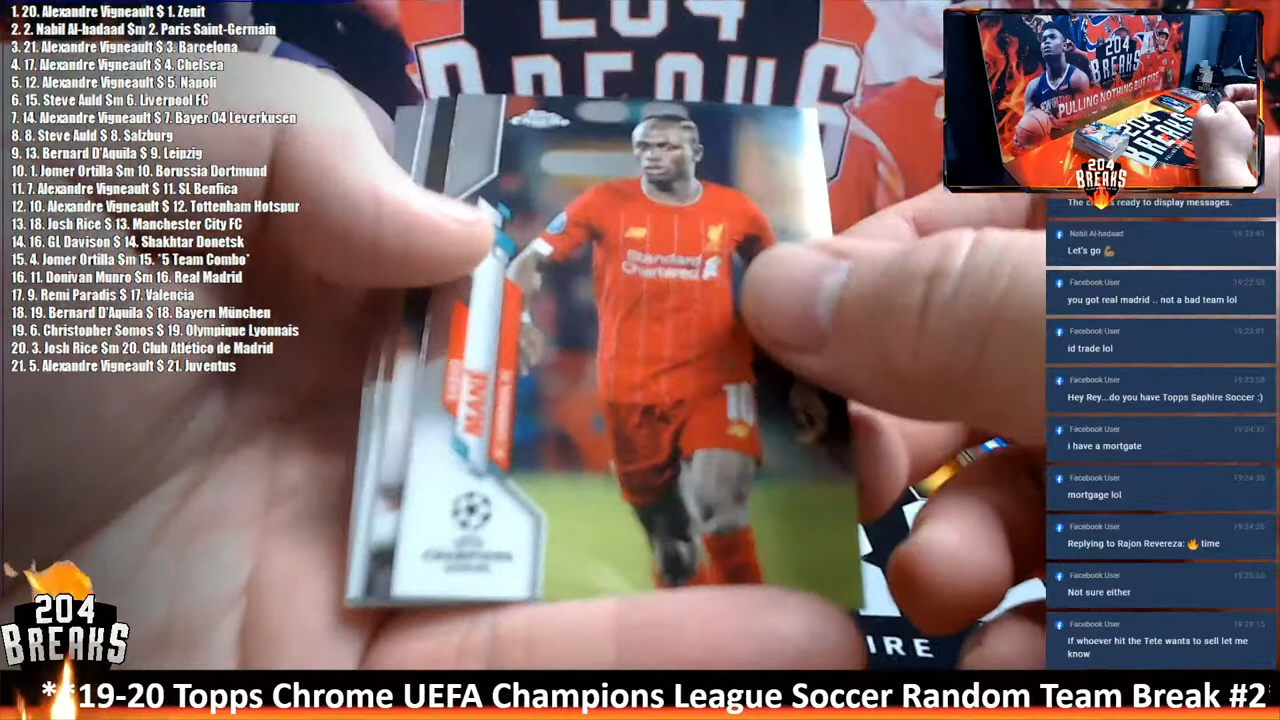 1. 20. Alexandre Vigneault $ 1. Zenit
2. 2. Nabil Al-hadaad $m 2. Paris Saint-Germain
3. 21. Alexandre Vigneault $ 3. Barcelona
4. 17. Alexandre Vigneault $ 4. Chelsea
5. 12. Alexandre Vigneault $ 5. Napoli
6. 15. Steve Auld $m 6. Liverpool FC
7. 14. Alexandre Vigneault $ 7. Bayer 04 Leverkusen
8. 8. Steve Auld $ 8. Salzburg
9. 13. Bernard D'Aquila $ 9. Leipzig
10. 1. Jomer Ortilla $m 10. Borussia Dortmund
11. 7. Alexandre Vigneault $ 11. SL Benfica
12. 10. Alexandre Vigneault $ 12. Tottenham Hotspur
13. 18. Josh Rice $ 13. Manchester City FC
14. 16. GL Davison $ 14. Shakhtar Donetsk
15. 4. Jomer Ortilla $m 15. *5 Team Combo*
16. 11. Donivan Munro $m 16. Real Madrid
17. 9. Remi Paradis $ 17. Valencia
18. 19. Bernard D'Aquila $ 18. Bayern München
19. 6. Christopher Somos $ 19. Olympique Lyonnais
20. 3. Josh Rice $m 20. Club Atlético de Madrid
21. 5. Alexandre Vigneault $ 21. Juventus
204
BREAKS
Standard
Chartered
10
MANÉ
CHAMPIONS
204
BREAKS
PULLING NOTHING BUT FIRE
204
204
BREAKS
ready to display messages.
Nabil Al-hadaad 19:22:41
Let's go 💪
Facebook User
you got real madrid .. not a bad team lol
Facebook User
id trade lol
Facebook User
Hey Rey...do you have Topps Saphire Soccer :)
Facebook User
i have a mortgate
Facebook User
mortgage lol
Facebook User
Replying to Rajon Revereza: 🔥 time
Facebook User
Not sure either
Facebook User
If whoever hit the Tete wants to sell let me
know
204
BREAKS
IRE
**19-20 Topps Chrome UEFA Champions League Soccer Random Team Break #2